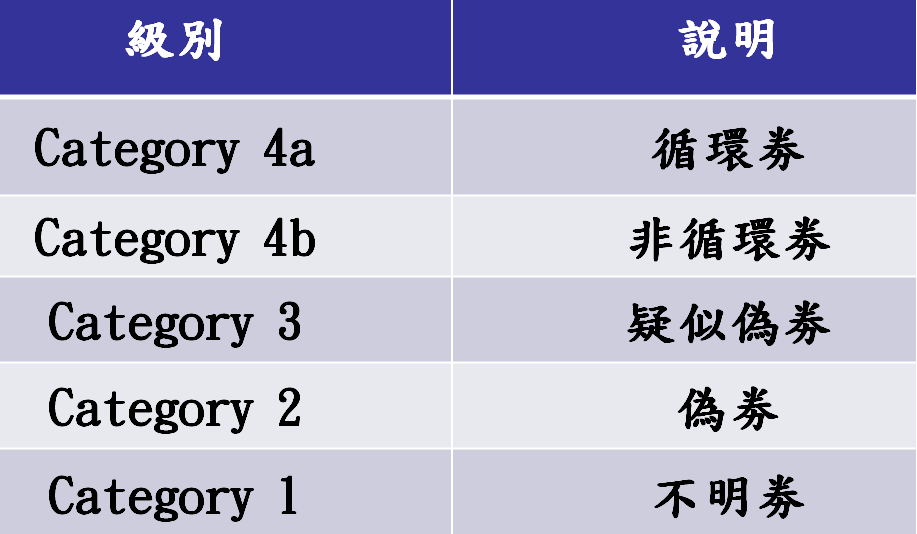 級別 說明
Category 4a 循環券
Category 4b 非循環券
Category 3 疑似偽券
Category 2 偽券
Category 1 不明券